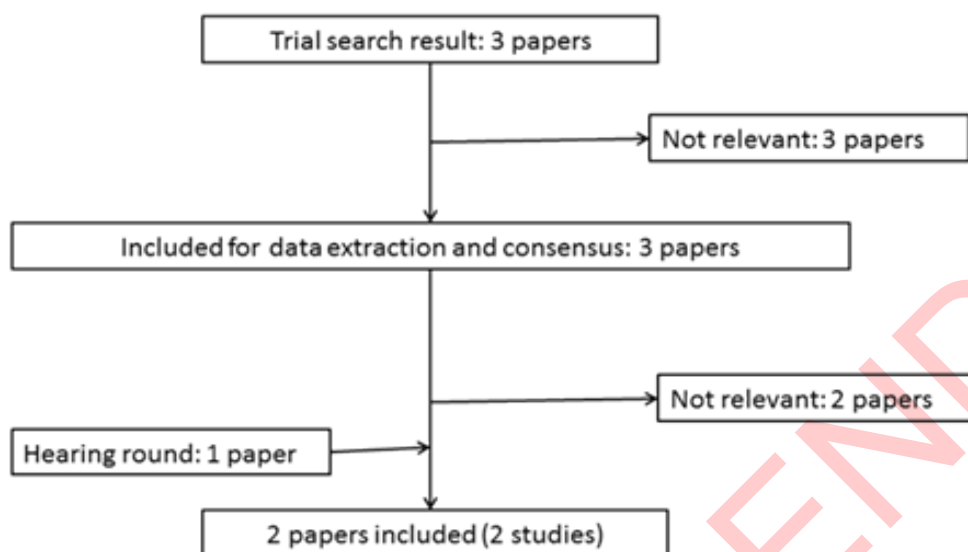 Trial search result: 3 papers
Not relevant: 3 papers
Included for data extraction and consensus: 3 papers
Not relevant: 2 papers
Hearing round: 1 paper
2 papers included (2 studies)
END